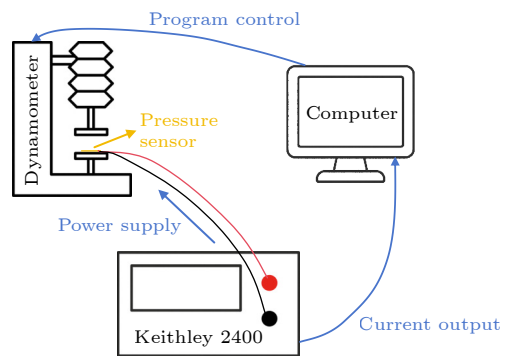 Program control
Dynamometer
Pressure
sensor
Computer
Power supply
Keithley 2400
Current output